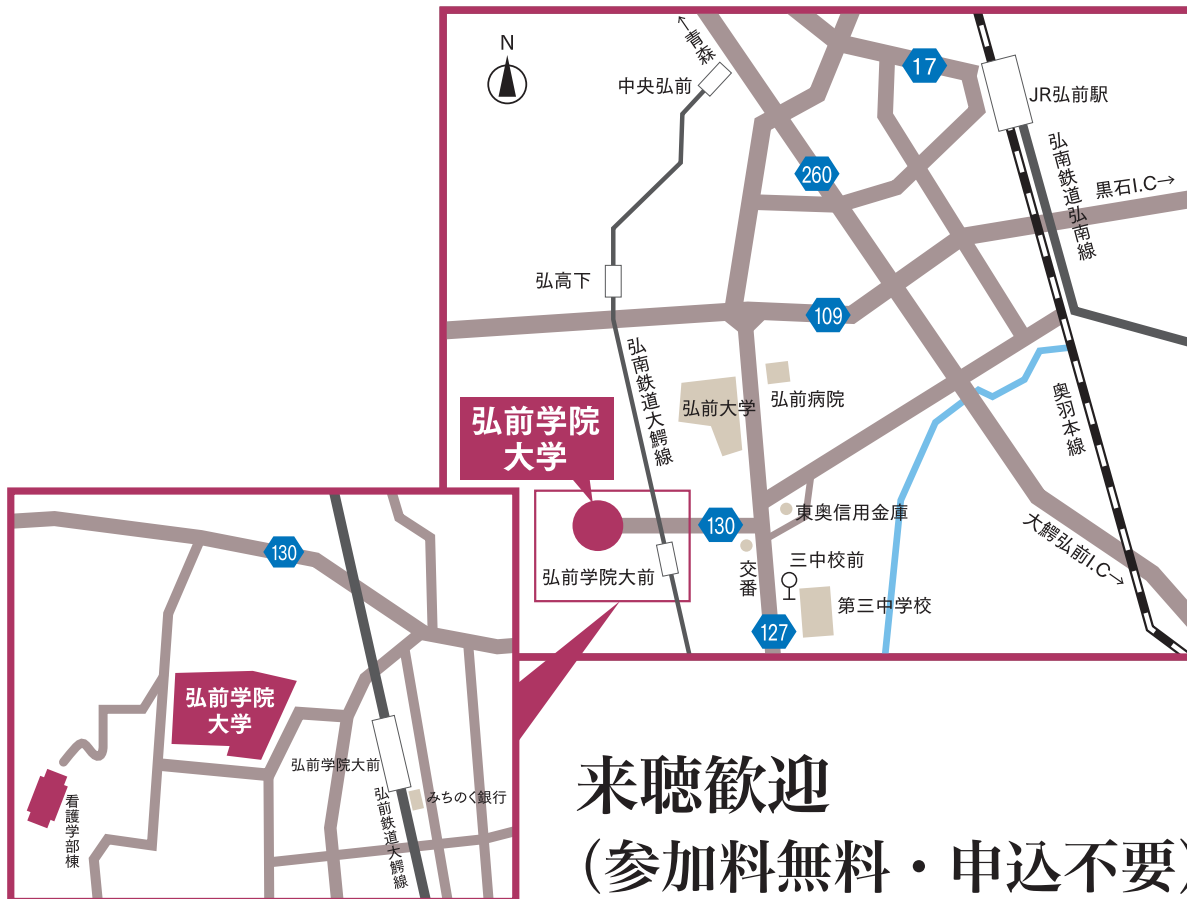 N
←青森
17
中央弘前
JR弘前駅
弘南鉄道弘南線
260
黒石I.C→
弘高下
109
弘南鉄道大鰐線
弘前病院
弘前大学
奥羽本線
弘前学院
大学
東奥信用金庫
130
大鰐弘前I.C→
三中校前
交番
弘前学院大前
第三中学校
127
130
弘前学院
大学
弘前学院大前
みちのく銀行
弘前鉄道大鰐線
看護学部棟
来聴歓迎
(参加料無料・申込不要)